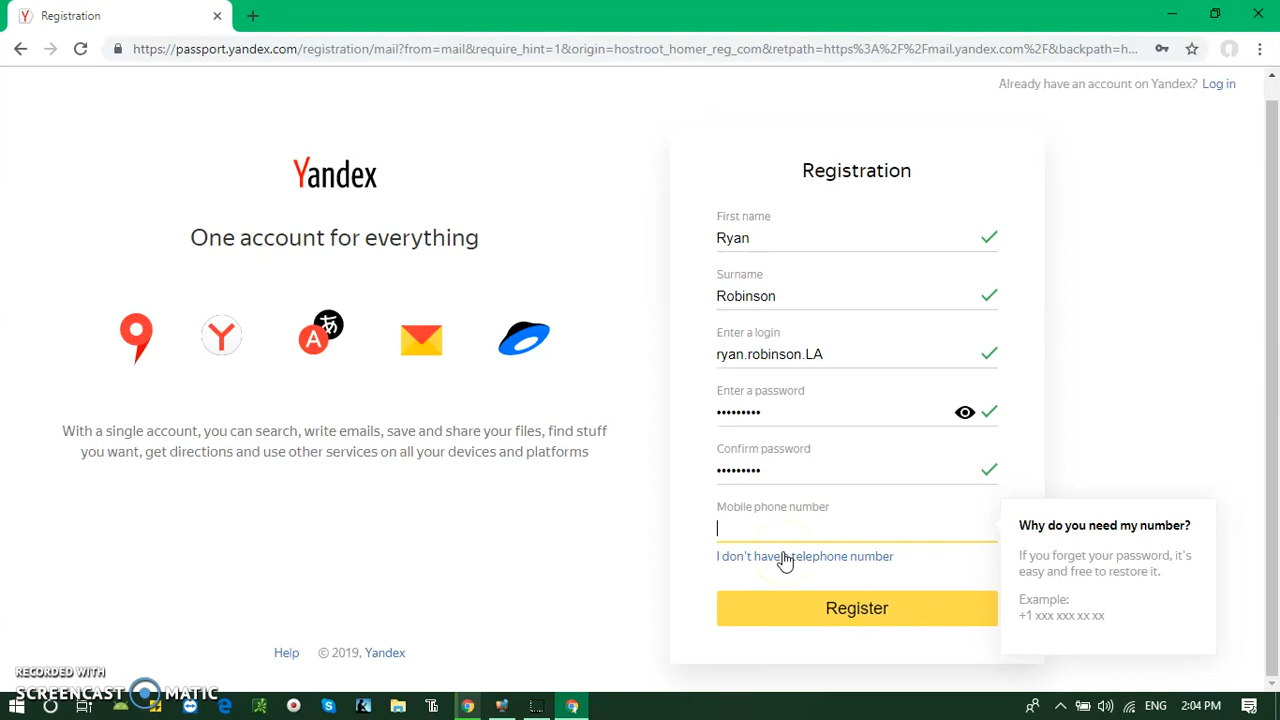 Registration
https://passport.yandex.com/registration/mail?from=mail&require_hint=1&origin=hostroot_homer_reg_com&retpath=https%3A%2F%2Fmail.yandex.com%2F&backpath=h...
Already have an account on Yandex? Log in
Yandex
One account for everything
A あ
With a single account, you can search, write emails, save and share your files, find stuff
you want, get directions and use other services on all your devices and platforms
Registration
First name
Ryan
Surname
Robinson
Enter a login
ryan.robinson.LA
Enter a password
•••••••••
Confirm password
•••••••••
Mobile phone number
I don't have telephone number
Register
Why do you need my number?
If you forget your password, it's
easy and free to restore it.
Example:
+1 xxx xxx xx xx
Help © 2019, Yandex
RECORDED WITH
SCREENCAST MATIC
ENG 2:04 PM